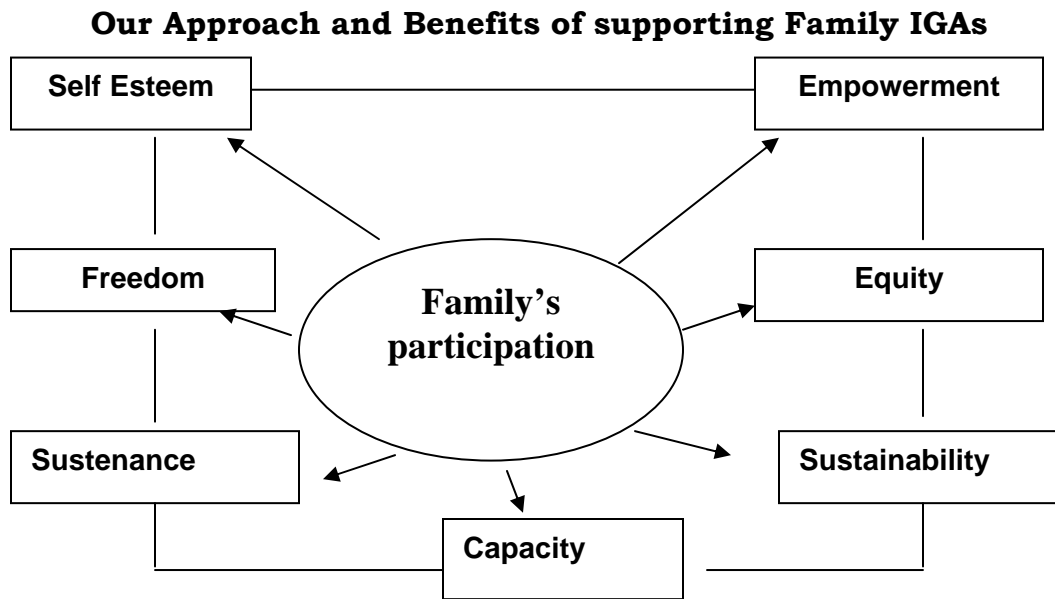 Our Approach and Benefits of supporting Family IGAs
Self Esteem
Empowerment
Freedom
Equity
Family’s
participation
Sustenance
Sustainability
Capacity